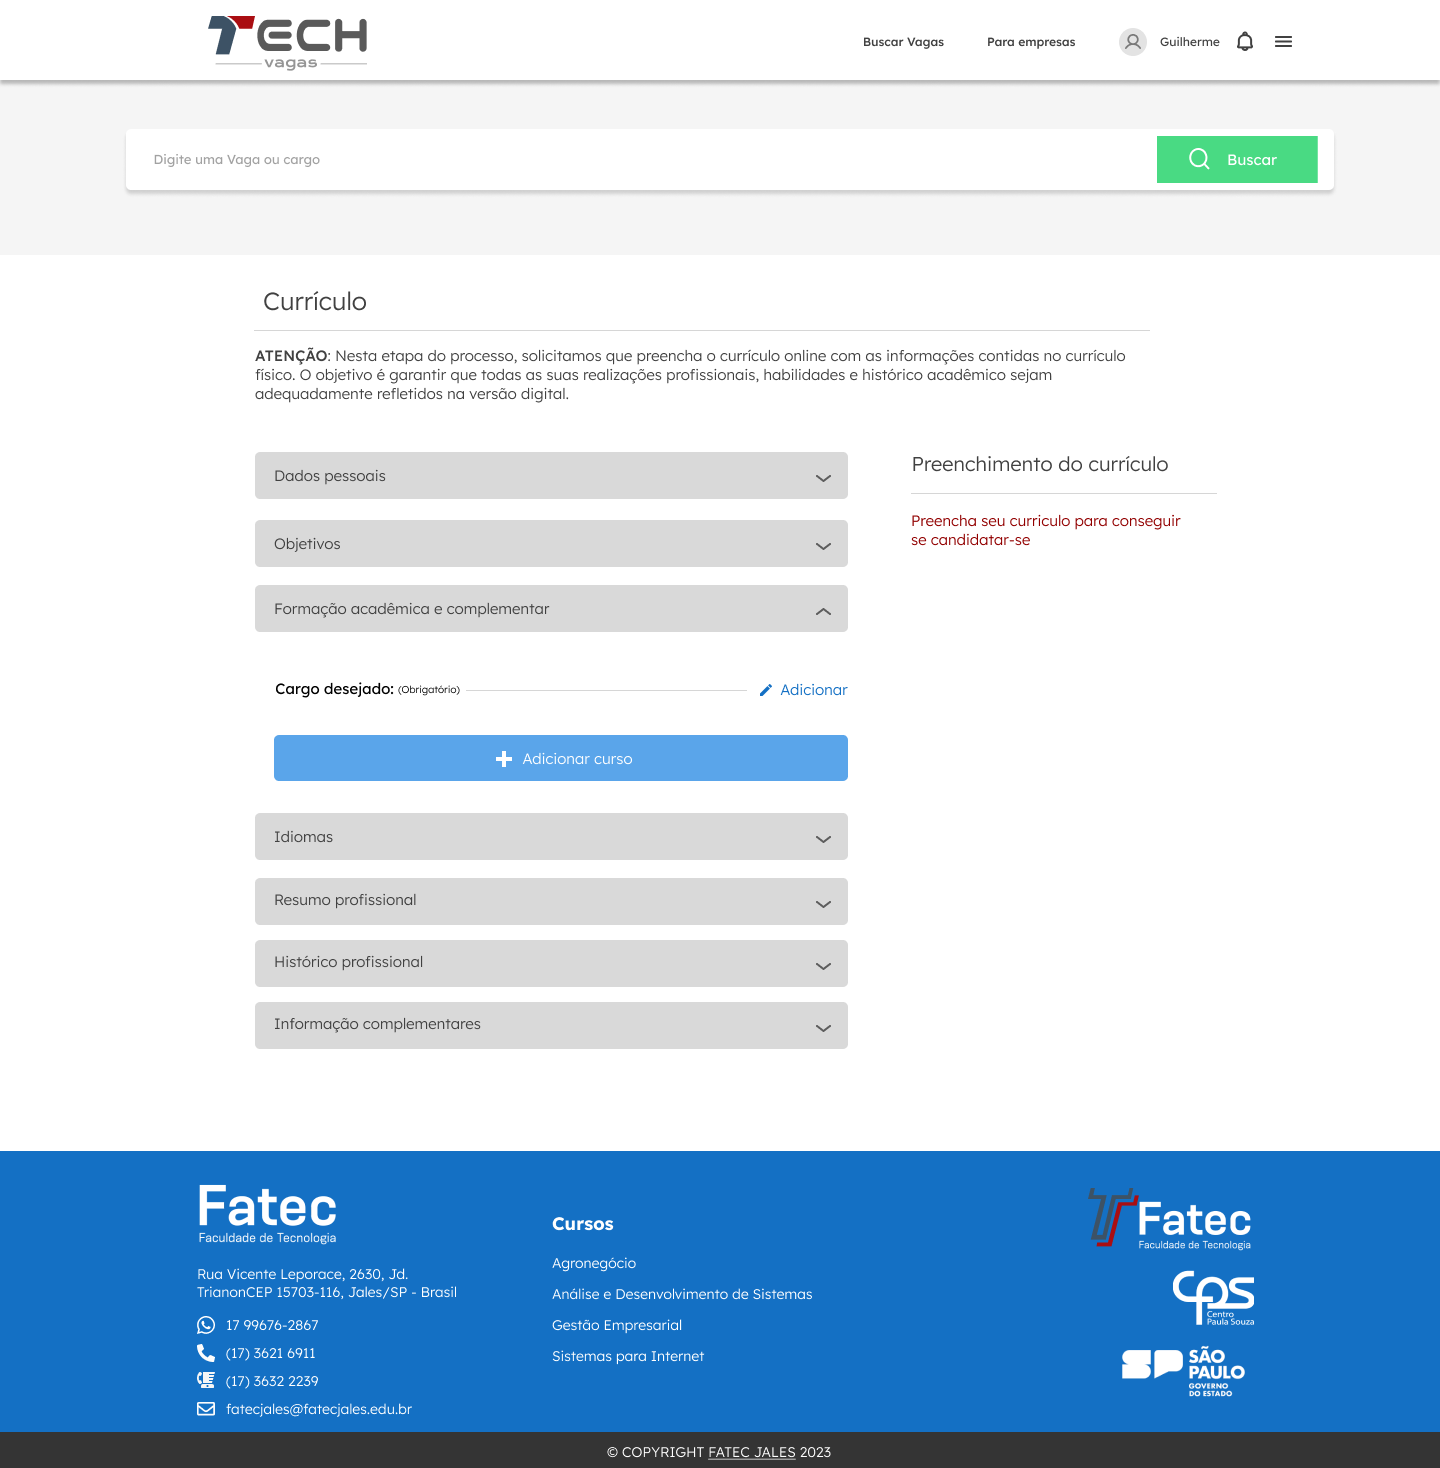 TECH
vagas
Buscar Vagas
Para empresas
Guilherme
Digite uma Vaga ou cargo
Buscar
Currículo
ATENÇÃO: Nesta etapa do processo, solicitamos que preencha o currículo online com as informações contidas no currículo
físico. O objetivo é garantir que todas as suas realizações profissionais, habilidades e histórico acadêmico sejam
adequadamente refletidos na versão digital.
Dados pessoais
Objetivos
Formação acadêmica e complementar
Cargo desejado: (Obrigatório)
Adicionar
Adicionar curso
Idiomas
Resumo profissional
Histórico profissional
Informação complementares
Preenchimento do currículo
Preencha seu curriculo para conseguir
se candidatar-se
Fatec
Faculdade de Tecnologia
Rua Vicente Leporace, 2630, Jd.
TrianonCEP 15703-116, Jales/SP - Brasil
17 99676-2867
(17) 3621 6911
(17) 3632 2239
fatecjales@fatecjales.edu.br
Cursos
Agronegócio
Análise e Desenvolvimento de Sistemas
Gestão Empresarial
Sistemas para Internet
Fatec
Faculdade de Tecnologia
cps
Centro
Paula Souza
SP
SÃO
PAULO
GOVERNO
DO ESTADO
© COPYRIGHT FATEC JALES 2023